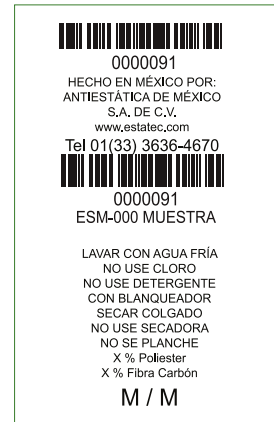 0000091
HECHO EN MÉXICO POR:
ANTIESTÁTICA DE MÉXICO
S.A. DE C.V.
www.estatec.com
Tel 01(33) 3636-4670
0000091
ESM-000 MUESTRA
LAVAR CON AGUA FRÍA
NO USE CLORO
NO USE DETERGENTE
CON BLANQUEADOR
SECAR COLGADO
NO USE SECADORA
NO SE PLANCHE
X % Poliester
X % Fibra Carbón
M / M